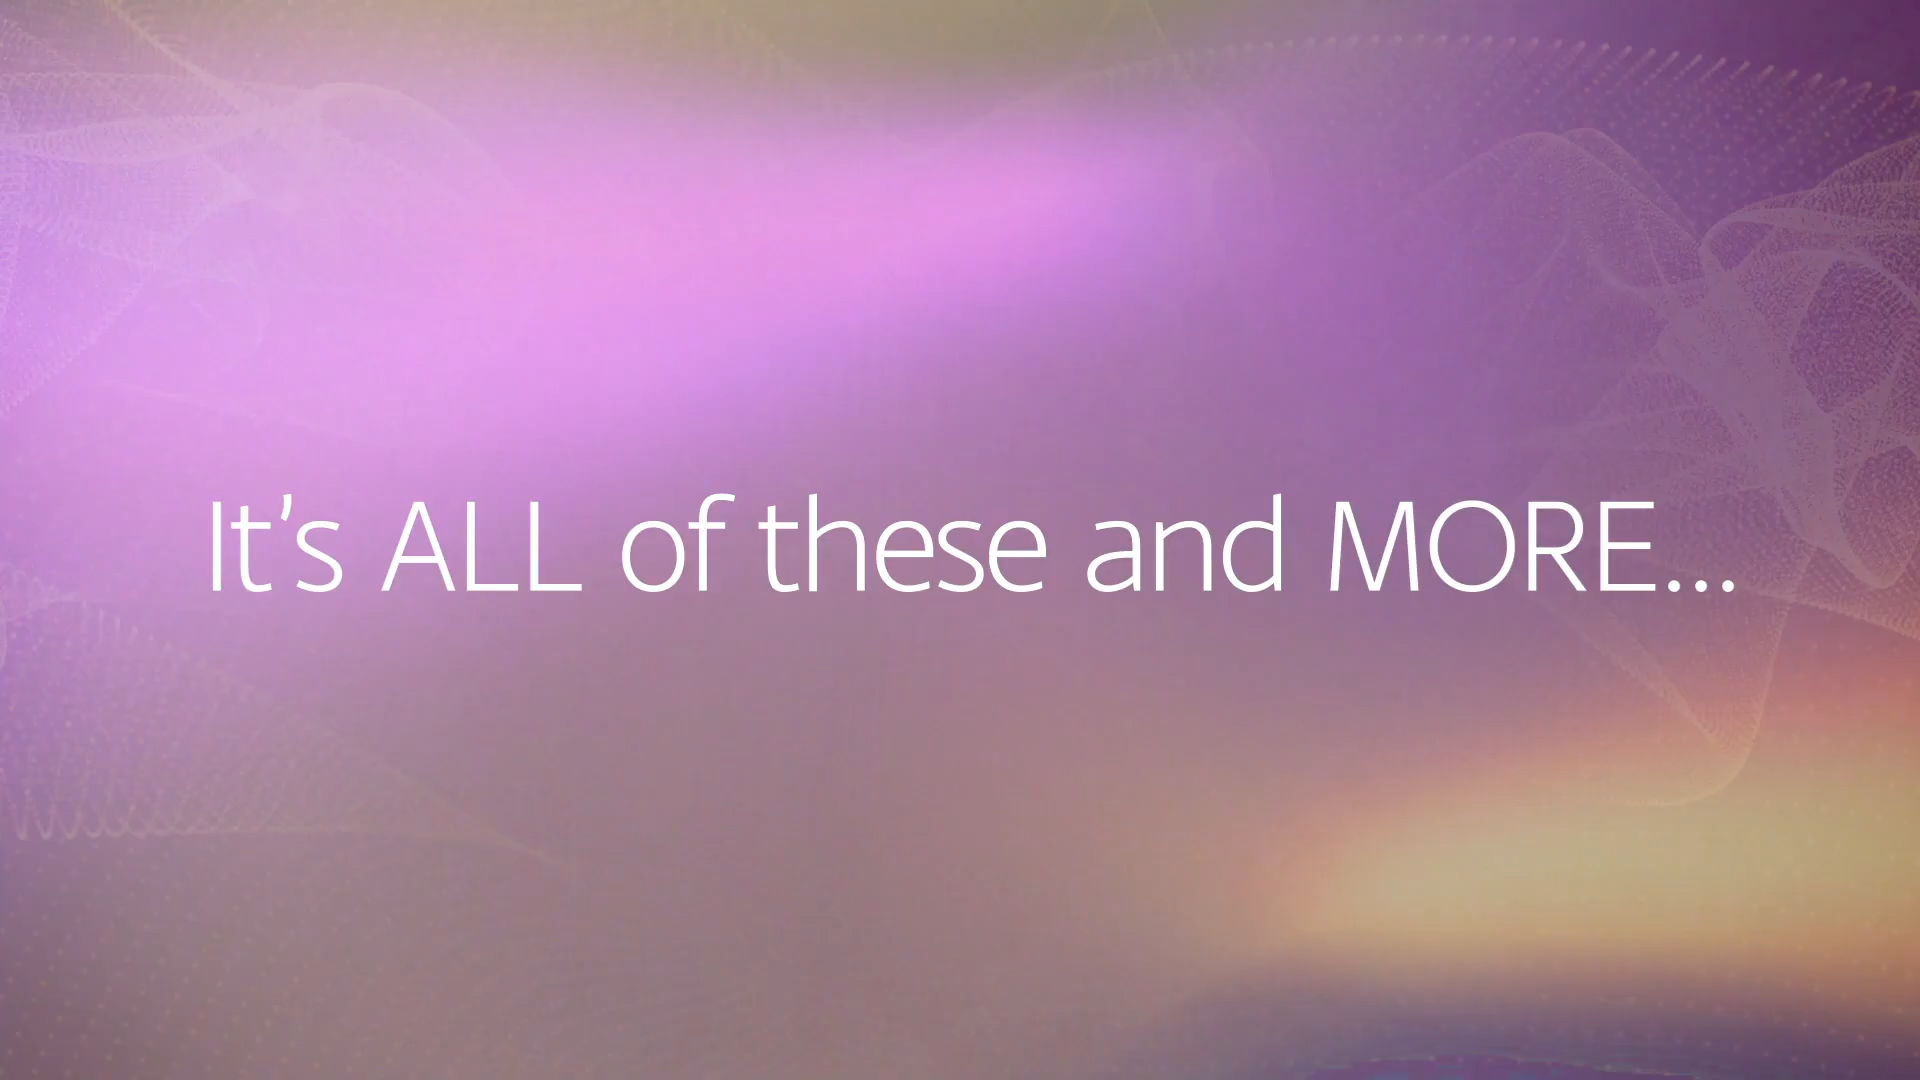 It’s ALL of these and MORE...